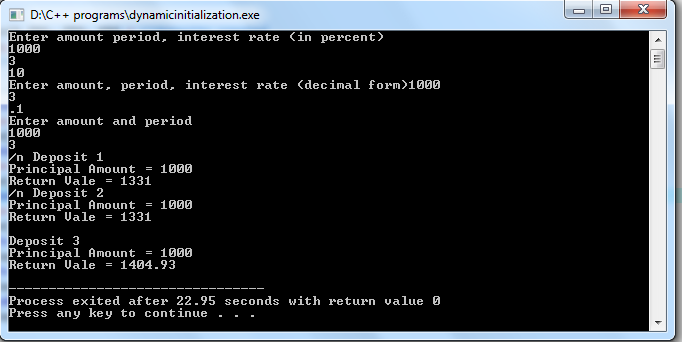 D:\C++ programs\dynamicinitialization.exe
Enter amount period, interest rate (in percent)
1000
3
10
Enter amount, period, interest rate (decimal form)1000
3
.1
Enter amount and period
1000
3
/n Deposit 1
Principal Amount = 1000
Return Vale = 1331
/n Deposit 2
Principal Amount = 1000
Return Vale = 1331
Deposit 3
Principal Amount = 1000
Return Vale = 1404.93
--------------------------------
Process exited after 22.95 seconds with return value 0
Press any key to continue . . .